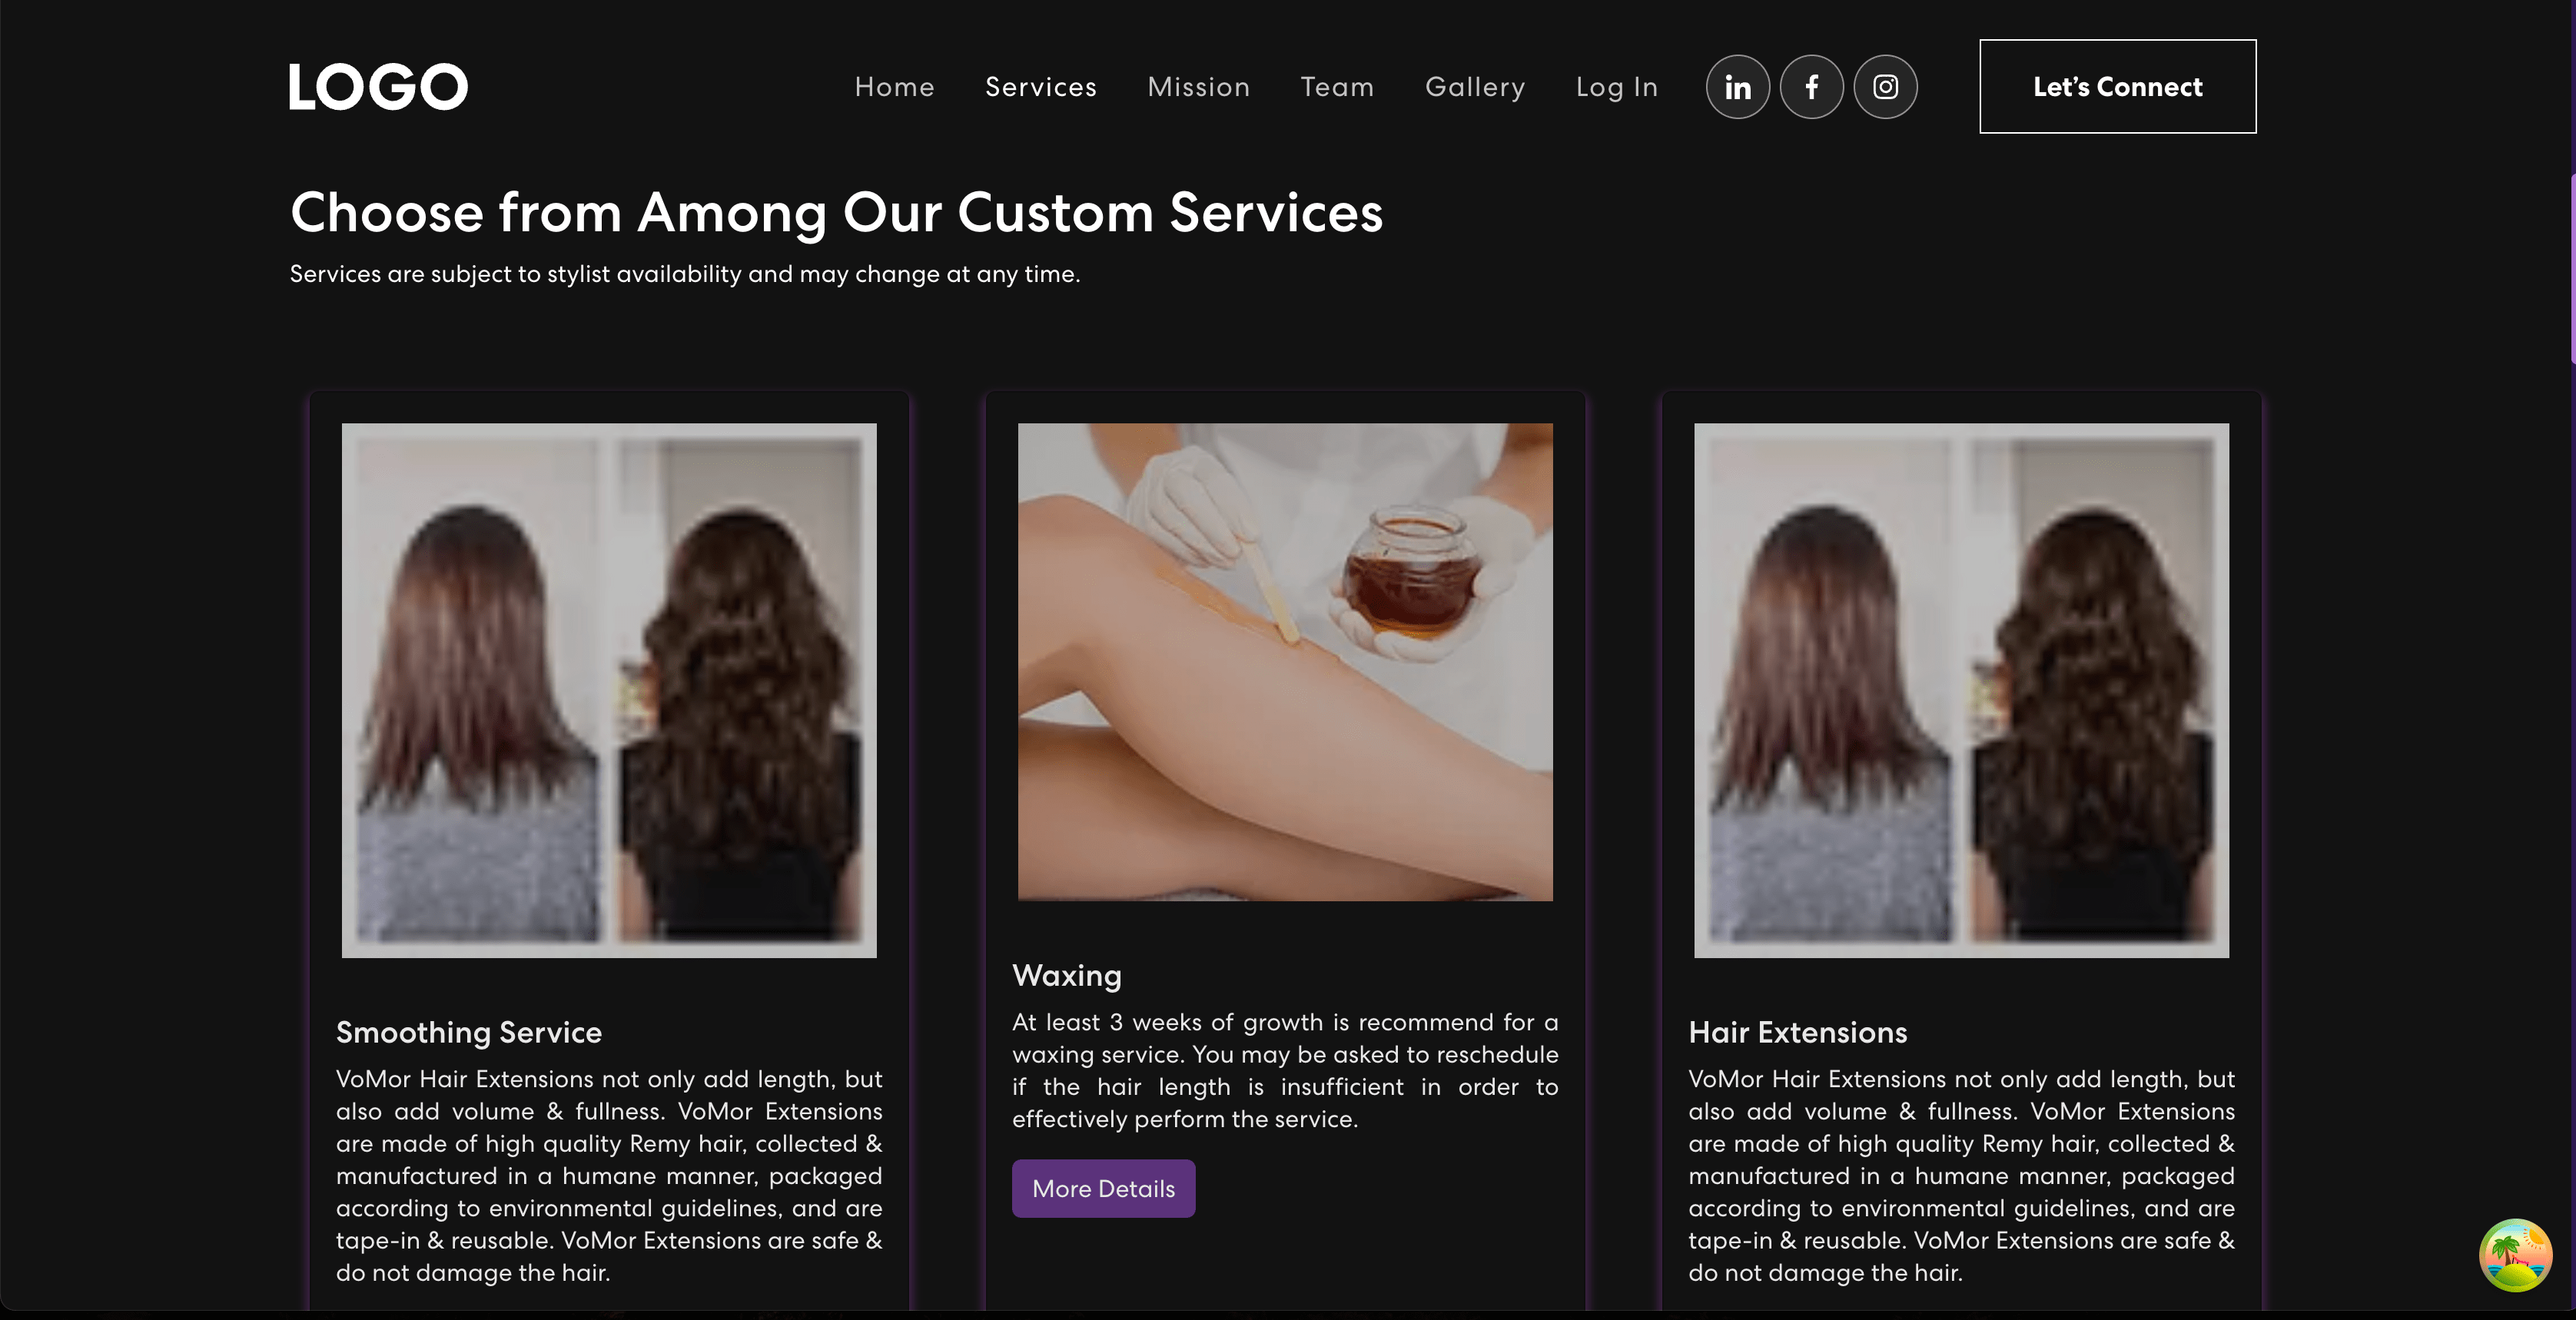 LOGO
Home Services Mission Team Gallery Log In in f Let's Connect
Choose from Among Our Custom Services
Services are subject to stylist availability and may change at any time.
Smoothing Service
VoMor Hair Extensions not only add length, but
also add volume & fullness. VoMor Extensions
are made of high quality Remy hair, collected &
manufactured in a humane manner, packaged
according to environmental guidelines, and are
tape-in & reusable. VoMor Extensions are safe &
do not damage the hair.
Waxing
At least 3 weeks of growth is recommend for a
waxing service. You may be asked to reschedule
if the hair length is insufficient in order to
effectively perform the service.
More Details
Hair Extensions
VoMor Hair Extensions not only add length, but
also add volume & fullness. VoMor Extensions
are made of high quality Remy hair, collected &
manufactured in a humane manner, packaged
according to environmental guidelines, and are
tape-in & reusable. VoMor Extensions are safe &
do not damage the hair.